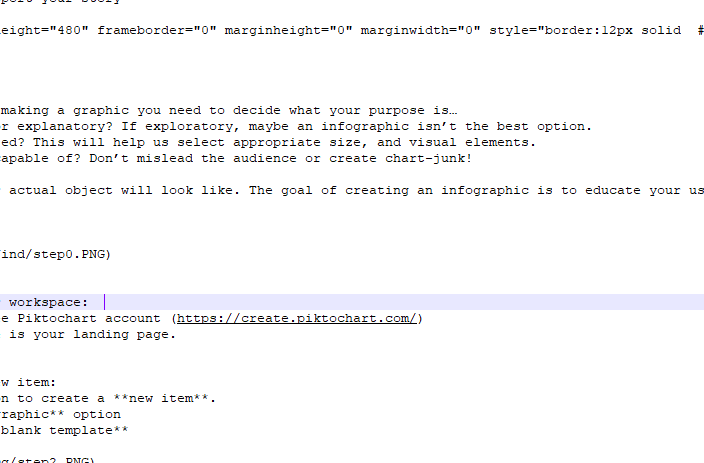 port your story
eight="480" frameborder="0" marginheight="0" marginwidth="0" style="border:12px solid  #
making a graphic you need to decide what your purpose is…
r explanatory? If exploratory, maybe an infographic isn’t the best option.
ed? This will help us select appropriate size, and visual elements.
apable of? Don’t mislead the audience or create chart-junk!
actual object will look like. The goal of creating an infographic is to educate your us
ind/step0.PNG)
workspace:
e Piktochart account (https://create.piktochart.com/)
is your landing page.
w item:
n to create a **new item**.
raphic** option
blank template**
g/step2.PNG)